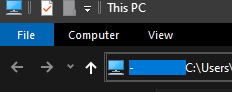 This PC
File Computer View
- C:\Users\